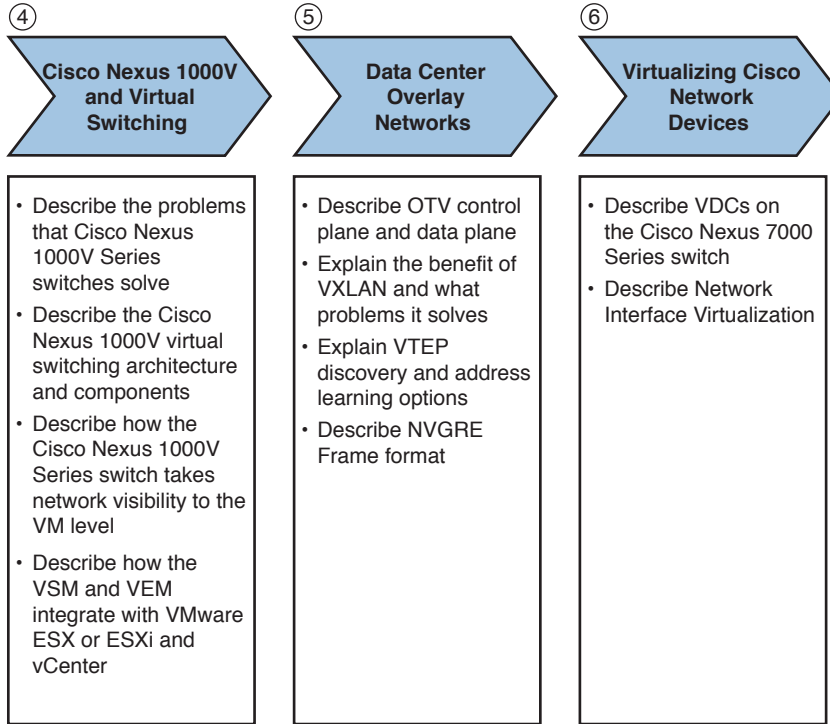 ④
Cisco Nexus 1000V
and Virtual
Switching
• Describe the problems
that Cisco Nexus
1000V Series
switches solve
• Describe the Cisco
Nexus 1000V virtual
switching architecture
and components
• Describe how the
Cisco Nexus 1000V
Series switch takes
network visibility to the
VM level
• Describe how the
VSM and VEM
integrate with VMware
ESX or ESXi and
vCenter
⑤
Data Center
Overlay
Networks
• Describe OTV control
plane and data plane
• Explain the benefit of
VXLAN and what
problems it solves
• Explain VTEP
discovery and address
learning options
• Describe NVGRE
Frame format
⑥
Virtualizing Cisco
Network
Devices
• Describe VDCs on
the Cisco Nexus 7000
Series switch
• Describe Network
Interface Virtualization